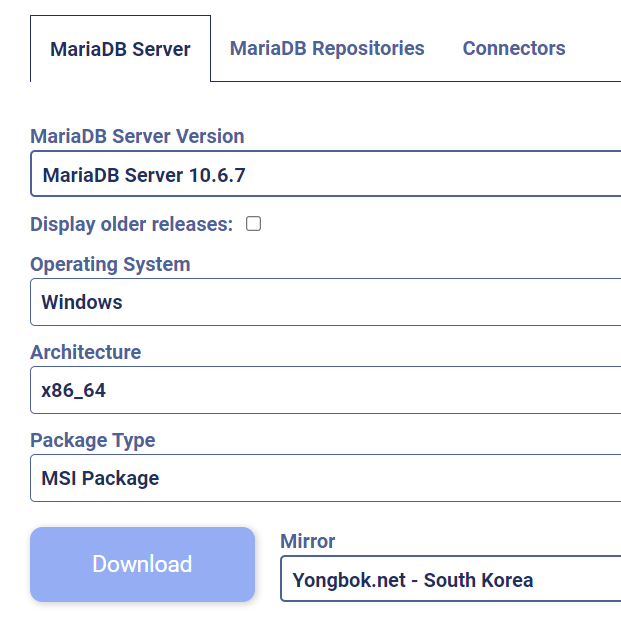 MariaDB Server MariaDB Repositories Connectors
MariaDB Server Version
MariaDB Server 10.6.7
Display older releases:
Operating System
Windows
Architecture
x86_64
Package Type
MSI Package
Download
Mirror
Yongbok.net - South Korea